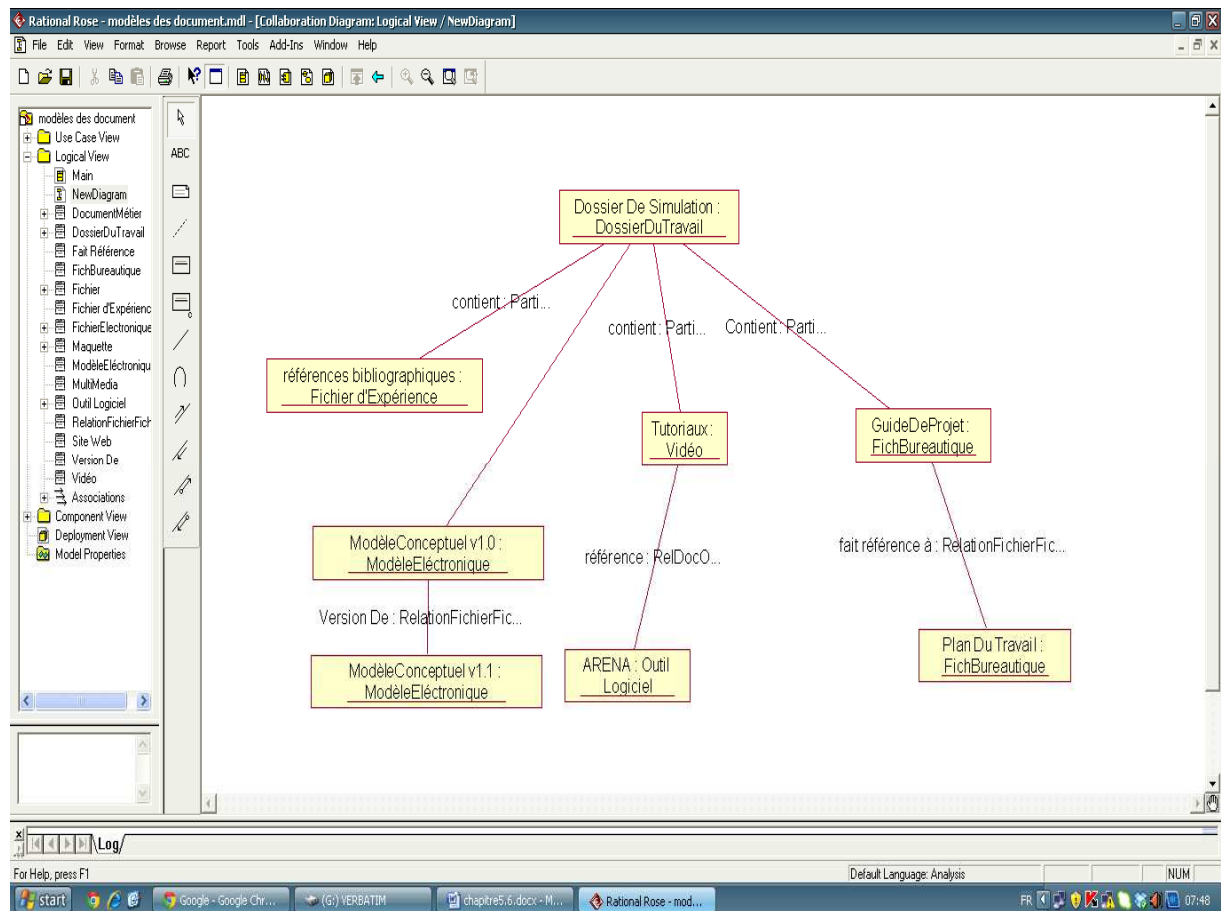 Rational Rose - modèles des document.mdl - [Collaboration Diagram: Logical View / NewDiagram]
File Edit View Format Browse Report Tools Add-Ins Window Help
modèles des document
Use Case View
Logical View
Main
NewDiagram
DocumentMétier
DossierDuTravail
Fait Référence
FichBureautique
Fichier
Fichier d'Expérienc
FichierElectronique
Maquette
ModèleEléctroniqu
MultiMedia
Outil Logiciel
RelationFichierFich
Site Web
Version De
Vidéo
Associations
Component View
Deployment View
Model Properties
ABC
Dossier De Simulation :
DossierDuTravail
contient : Parti...
contient : Parti...
Contient : Parti...
références bibliographiques :
Fichier d'Expérience
Tutoriaux :
Vidéo
GuideDeProjet :
FichBureautique
ModèleConceptuel v1.0 :
ModèleEléctronique
référence : RelDocO...
fait référence à : RelationFichierFic...
Version De : RelationFichierFic...
ModèleConceptuel v1.1 :
ModèleEléctronique
ARENA : Outil
Logiciel
Plan Du Travail :
FichBureautique
Log
For Help, press F1
Default Language: Analysis
NUM
start
Google - Google Chr...
(G:) VERBATIM
chapitre5.6.docx - M...
Rational Rose - mod...
FR
07:48